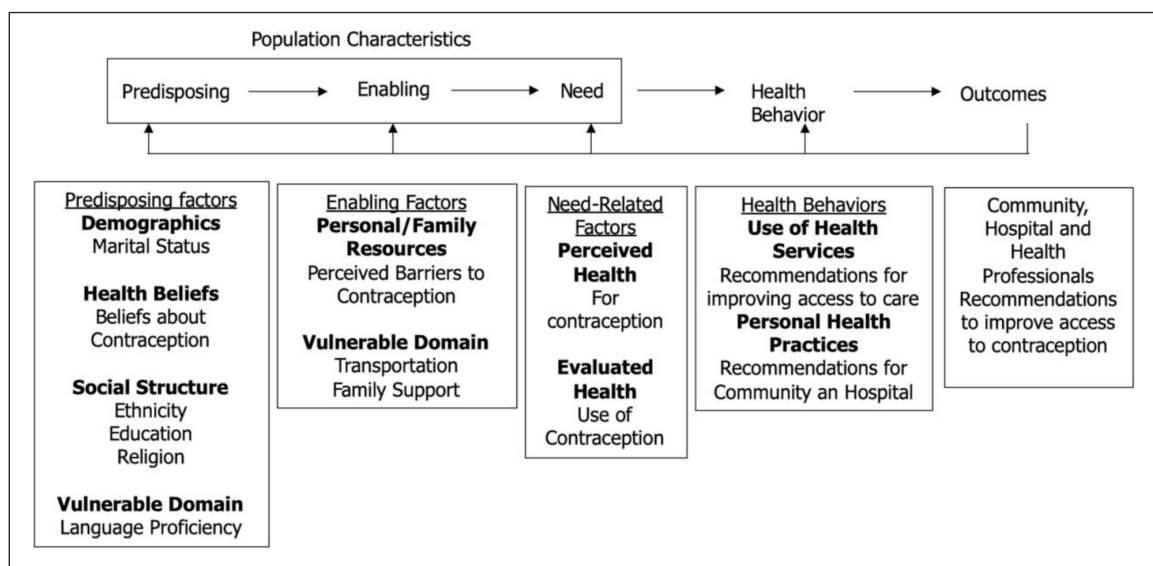 Population Characteristics
Predisposing
Enabling
Need
Health
Behavior
Outcomes
Predisposing factors
Demographics
Marital Status
Health Beliefs
Beliefs about
Contraception
Social Structure
Ethnicity
Education
Religion
Vulnerable Domain
Language Proficiency
Enabling Factors
Personal/Family
Resources
Perceived Barriers to
Contraception
Vulnerable Domain
Transportation
Family Support
Need-Related
Factors
Perceived
Health
For
contraception
Evaluated
Health
Use of
Contraception
Health Behaviors
Use of Health
Services
Recommendations for
improving access to care
Personal Health
Practices
Recommendations for
Community an Hospital
Community,
Hospital and
Health
Professionals
Recommendations
to improve access
to contraception